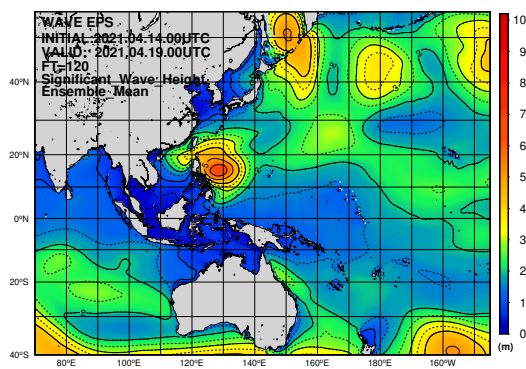 WAVE EPS
INITIAL:2021.04.14.00UTC
VALID: 2021.04.19.00UTC
FT=120
Significant Wave Height
Ensemble Mean
40°N
20°N
0°N
20°S
40°S
80°E 100°E 120°E 140°E 160°E 180°E 160°W
10
9
8
7
6
5
4
3
2
1
0
(m)